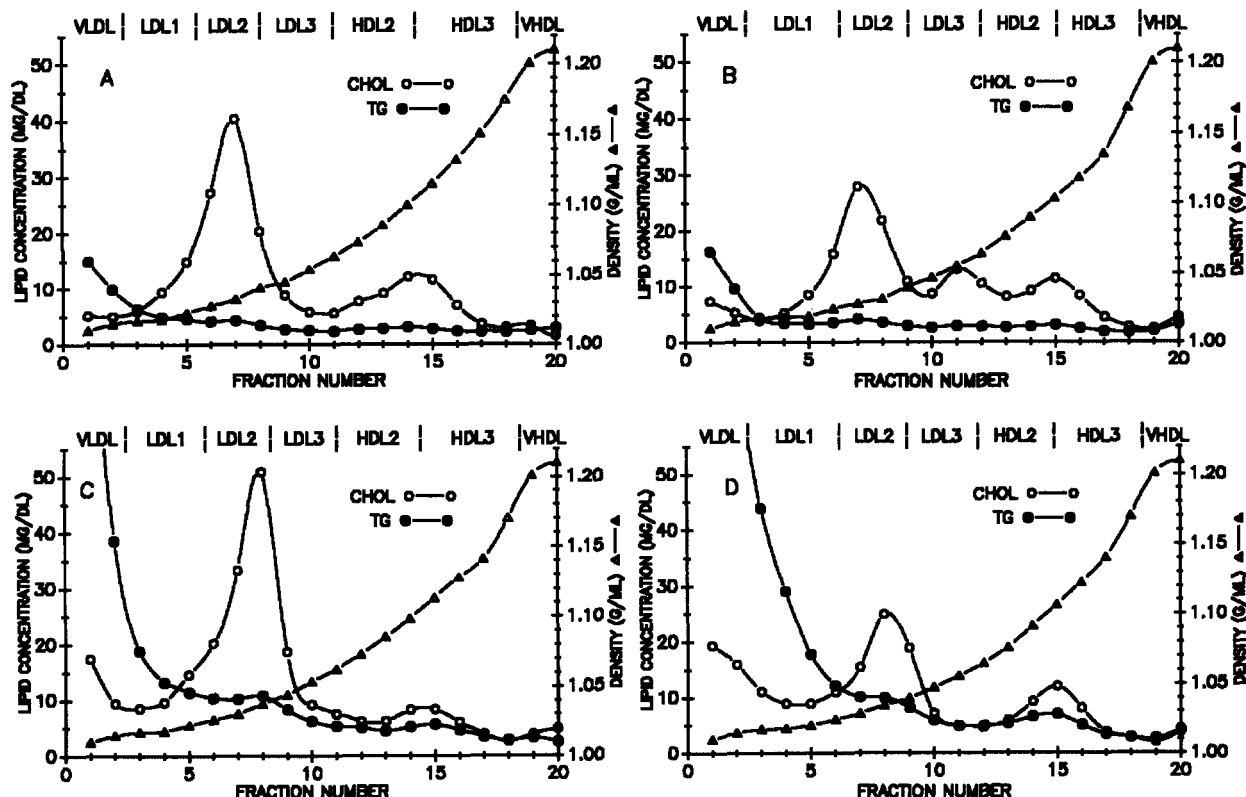 VLDL | LDL1 | LDL2 | LDL3 | HDL2 | HDL3 | VHDL
A
CHOL
TG
LIPID CONCENTRATION (MG/DL)
50
40
30
20
10
0
DENSITY (G/ML)
1.20
1.15
1.10
1.05
1.00
0 5 10 15 20
FRACTION NUMBER
VLDL | LDL1 | LDL2 | LDL3 | HDL2 | HDL3 | VHDL
B
CHOL
TG
LIPID CONCENTRATION (MG/DL)
50
40
30
20
10
0
DENSITY (G/ML)
1.20
1.15
1.10
1.05
1.00
0 5 10 15 20
FRACTION NUMBER
VLDL | LDL1 | LDL2 | LDL3 | HDL2 | HDL3 | VHDL
C
CHOL
TG
LIPID CONCENTRATION (MG/DL)
50
40
30
20
10
0
DENSITY (G/ML)
1.20
1.15
1.10
1.05
1.00
0 5 10 15 20
FRACTION NUMBER
VLDL | LDL1 | LDL2 | LDL3 | HDL2 | HDL3 | VHDL
D
CHOL
TG
LIPID CONCENTRATION (MG/DL)
50
40
30
20
10
0
DENSITY (G/ML)
1.20
1.15
1.10
1.05
1.00
0 5 10 15 20
FRACTION NUMBER